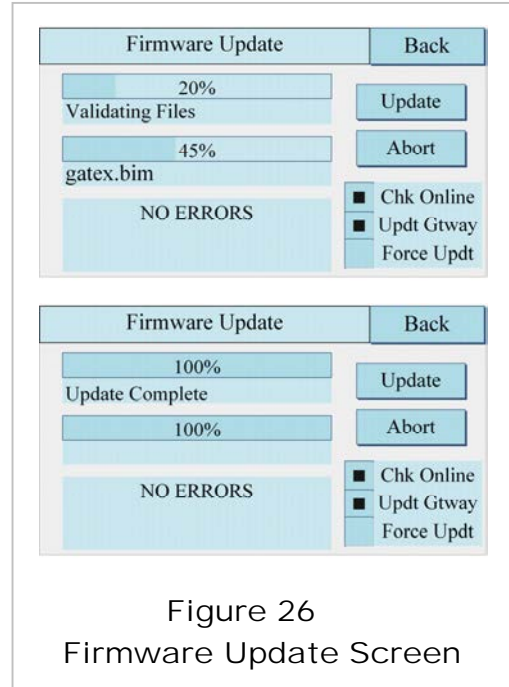 Firmware Update Back
20%
Validating Files
Update
45%
gatex.bim
Abort
NO ERRORS
Chk Online
Updt Gtway
Force Updt
Firmware Update Back
100%
Update Complete
Update
100%
Abort
NO ERRORS
Chk Online
Updt Gtway
Force Updt
Figure 26
Firmware Update Screen